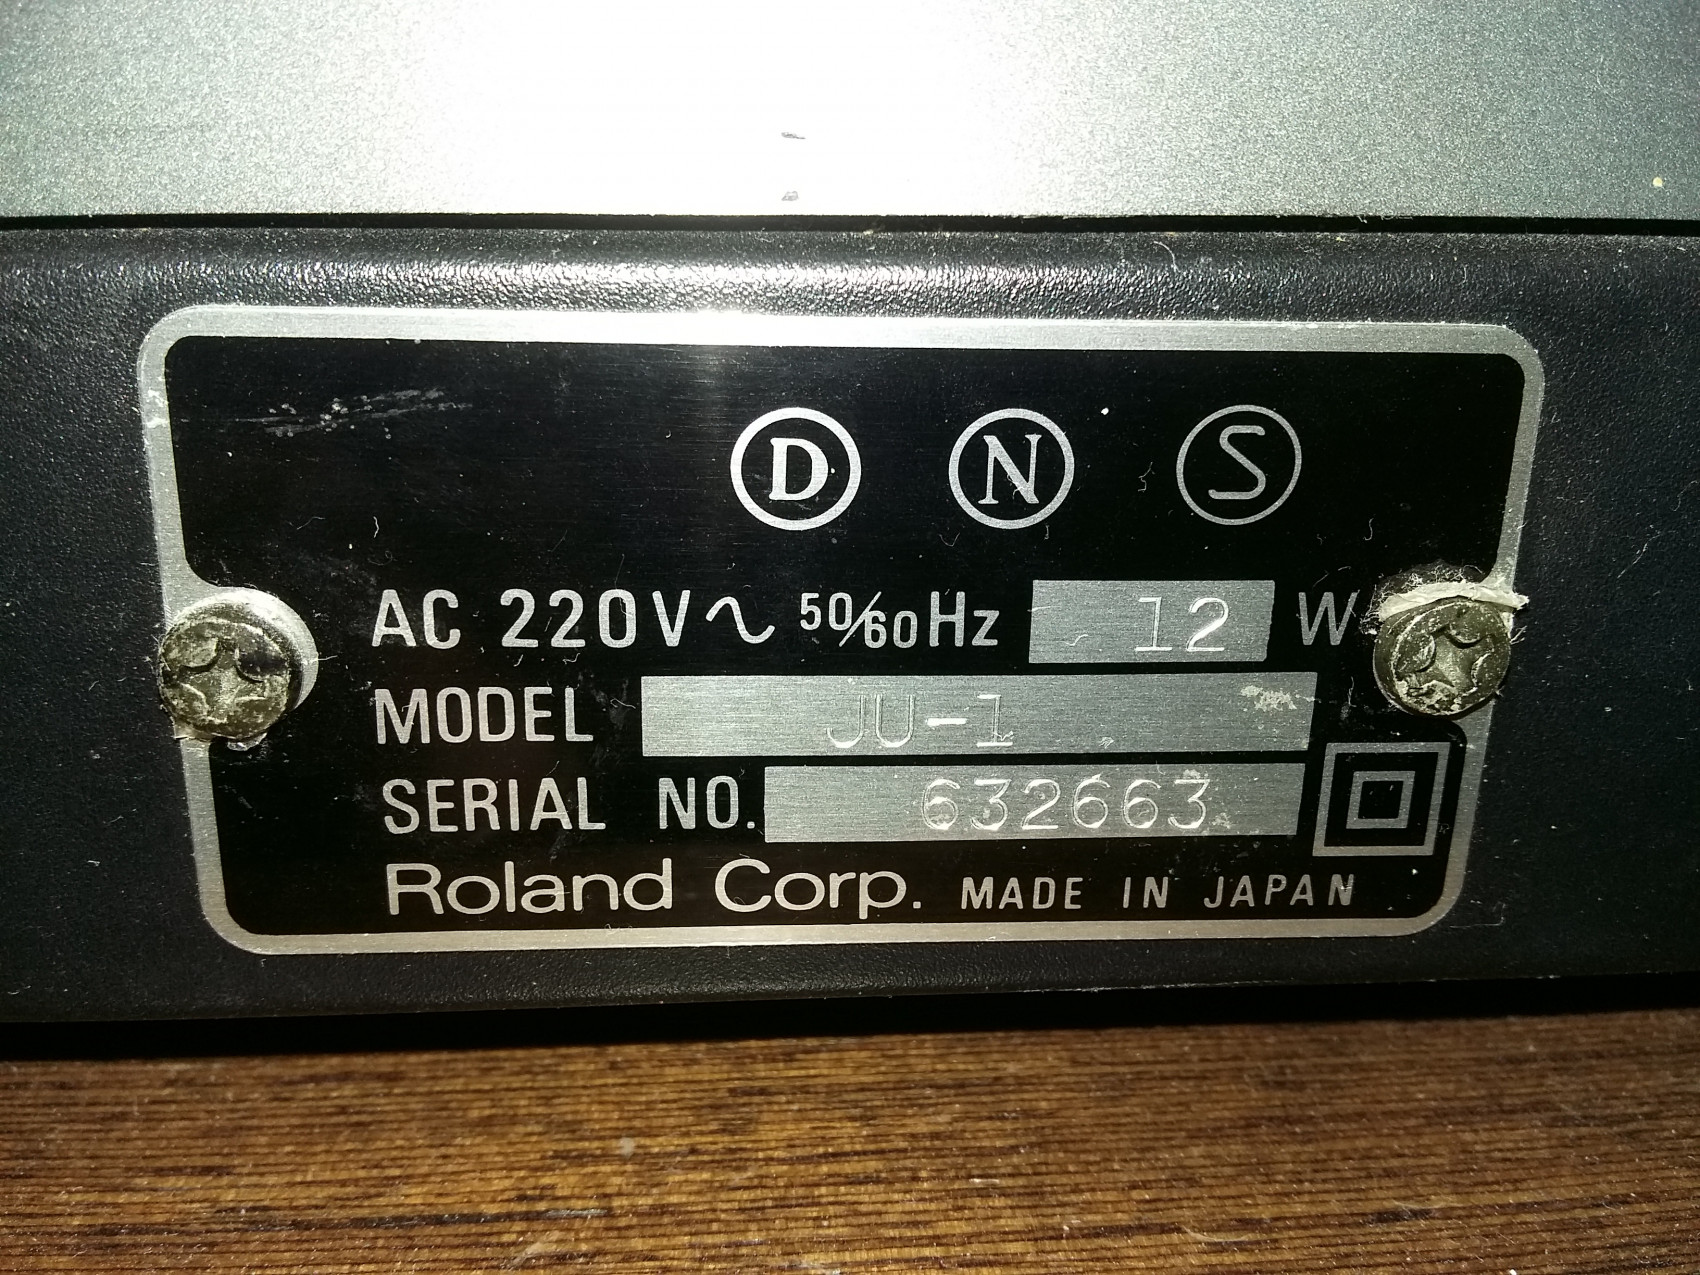 D N S
AC 220V~ 50/60Hz 12 W
MODEL JU-1
SERIAL NO. 632663
Roland Corp. MADE IN JAPAN